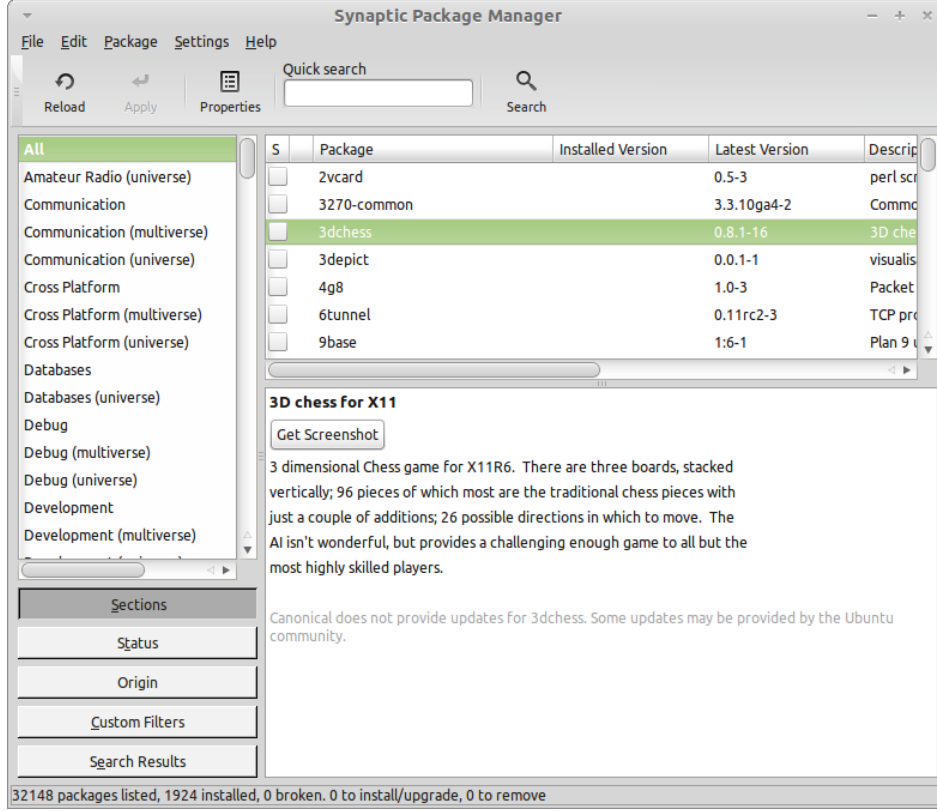 Synaptic Package Manager
File Edit Package Settings Help
Quick search
Reload Apply Properties Search
All
Amateur Radio (universe)
Communication
Communication (multiverse)
Communication (universe)
Cross Platform
Cross Platform (multiverse)
Cross Platform (universe)
Databases
Databases (universe)
Debug
Debug (multiverse)
Debug (universe)
Development
Development (multiverse)
Sections
Status
Origin
Custom Filters
Search Results
S Package Installed Version Latest Version Descrip
2vcard 0.5-3 perl scr
3270-common 3.3.10ga4-2 Commo
3dchess 0.8.1-16 3D che
3depict 0.0.1-1 visualis
4g8 1.0-3 Packet
6tunnel 0.11rc2-3 TCP pro
9base 1:6-1 Plan 9 u
3D chess for X11
Get Screenshot
3 dimensional Chess game for X11R6. There are three boards, stacked
vertically; 96 pieces of which most are the traditional chess pieces with
just a couple of additions; 26 possible directions in which to move. The
AI isn't wonderful, but provides a challenging enough game to all but the
most highly skilled players.
Canonical does not provide updates for 3dchess. Some updates may be provided by the Ubuntu
community.
32148 packages listed, 1924 installed, 0 broken. 0 to install/upgrade, 0 to remove